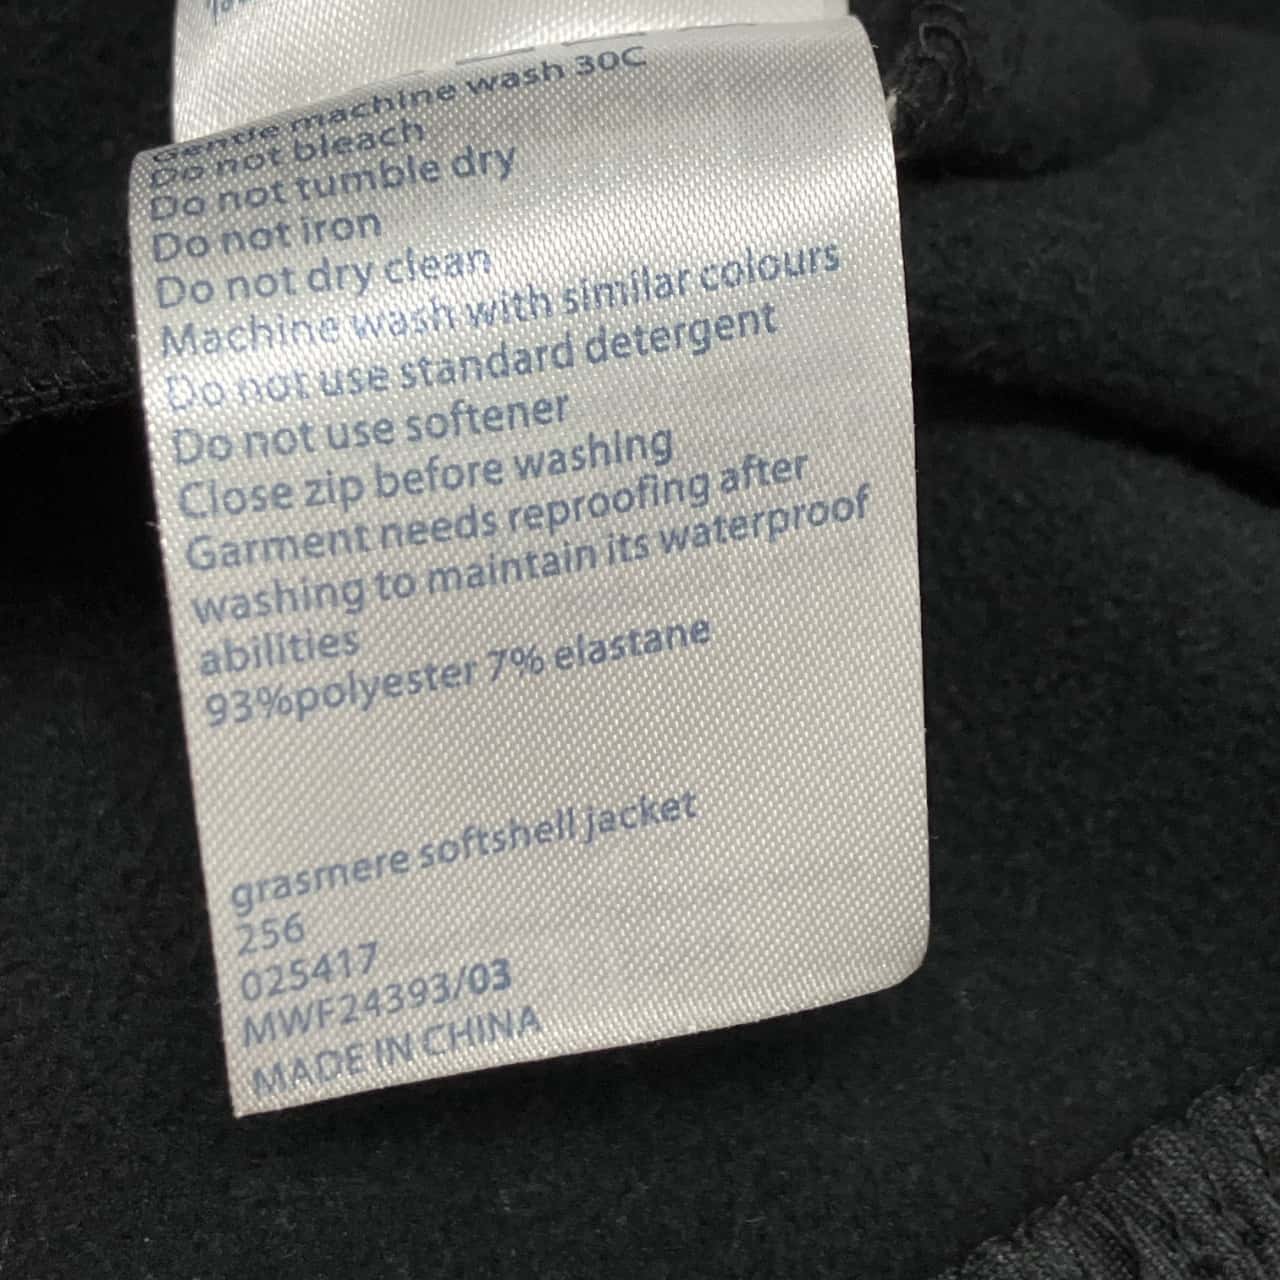 Gentle machine wash 30C
Do not bleach
Do not tumble dry
Do not iron
Do not dry clean
Machine wash with similar colours
Do not use standard detergent
Do not use softener
Close zip before washing
Garment needs reproofing after
washing to maintain its waterproof
abilities
93%polyester 7% elastane
grasmere softshell jacket
256
025417
MWF24393/03
MADE IN CHINA